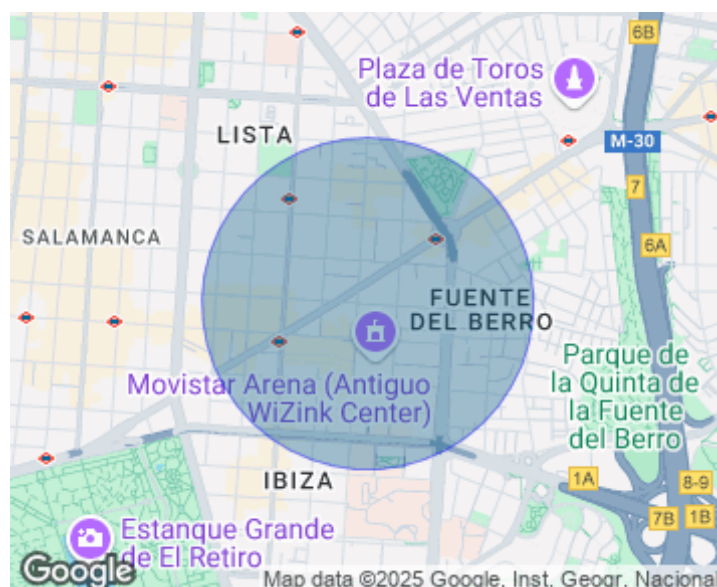 6B
Plaza de Toros
de Las Ventas
LISTA
M-30
7
SALAMANCA
6A
FUENTE
DEL BERRO
Movistar Arena (Antiguo
WiZink Center)
Parque de
la Quinta de
la Fuente
del Berro
IBIZA
1A
8-9
7B
1B
Estanque Grande
de El Retiro
Google
Map data ©2025 Google, Inst. Geogr. Nacional